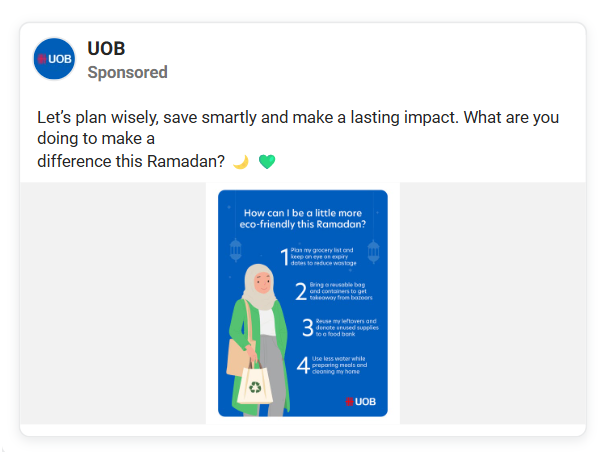 UOB
UOB
Sponsored
Let's plan wisely, save smartly and make a lasting impact. What are you
doing to make a
difference this Ramadan? 🌙 💚
How can I be a little more
eco-friendly this Ramadan?
1 Plan my grocery list and
keep an eye on expiry
dates to reduce wastage
2 Bring a reusable bag
and containers to get
takeaway from bazaars
3 Reuse my leftovers and
donate unused supplies
to a food bank
4 Use less water while
preparing meals and
cleaning my home
UOB